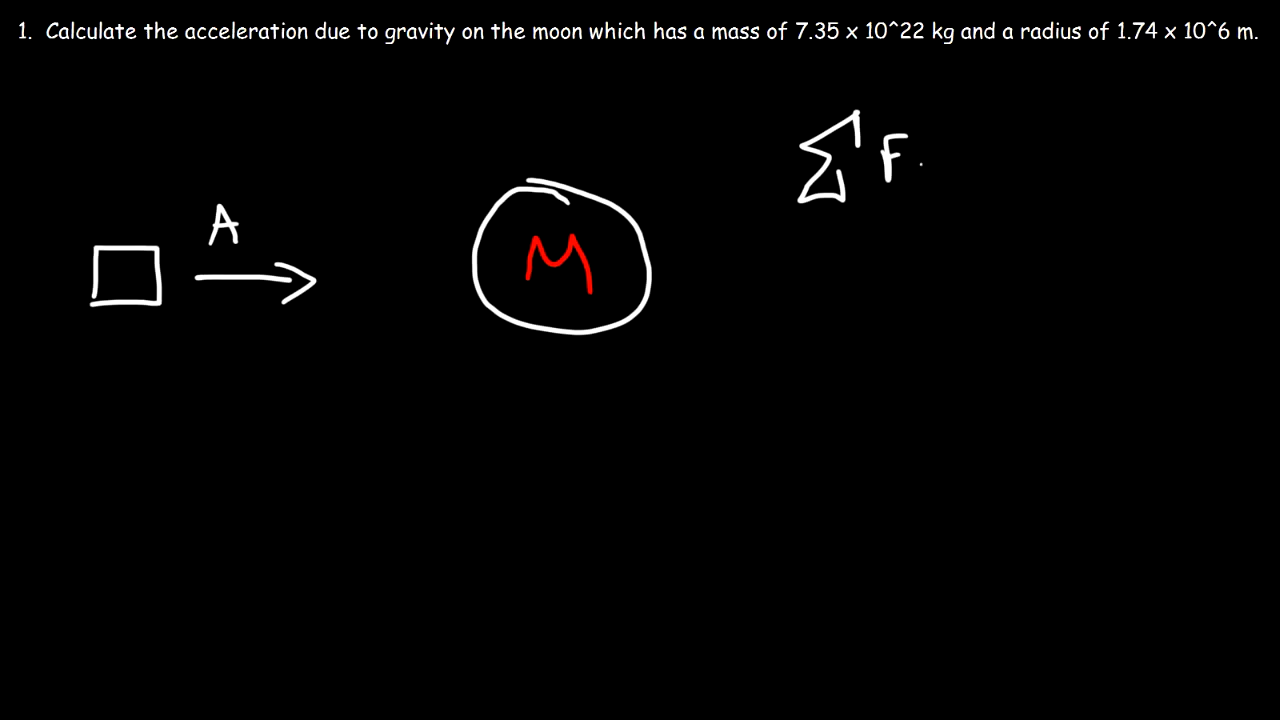 1. Calculate the acceleration due to gravity on the moon which has a mass of 7.35 x 10^22 kg and a radius of 1.74 x 10^6 m.
Σ F
A
M